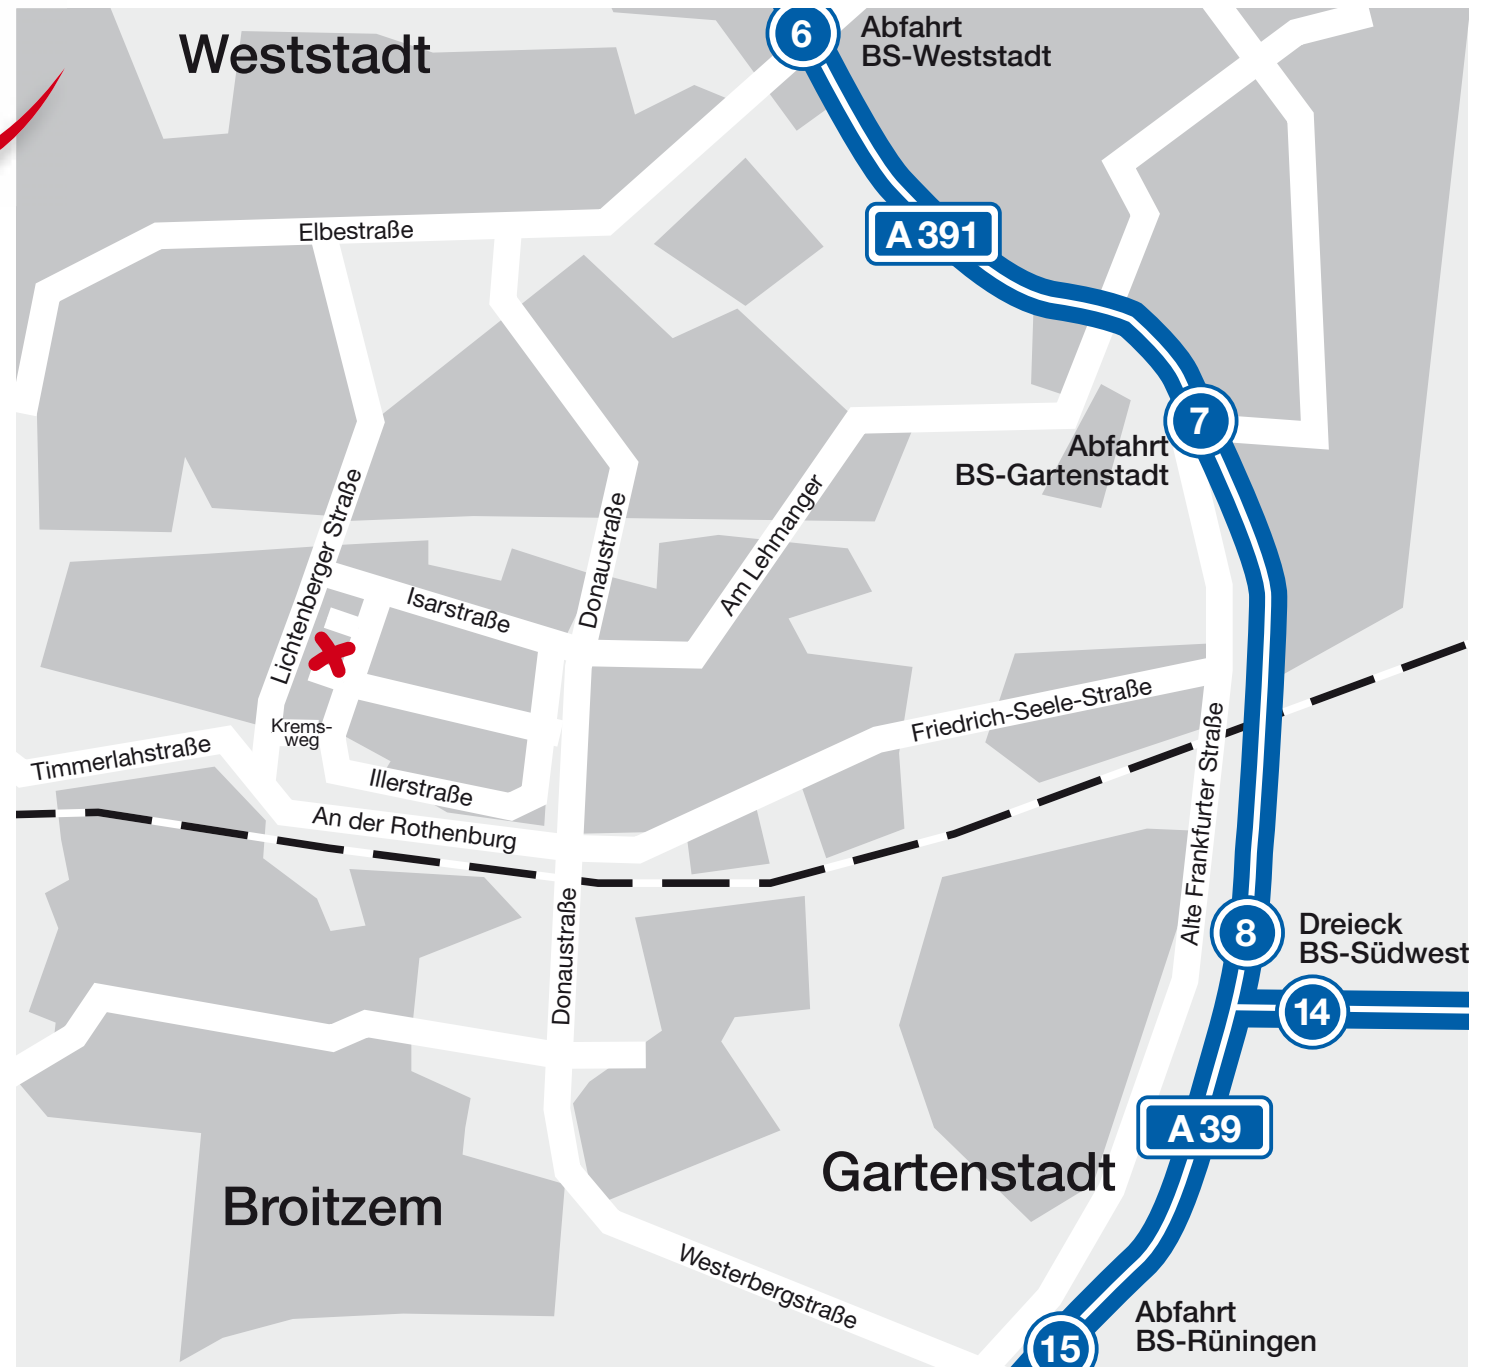 Weststadt
6
Abfahrt
BS-Weststadt
A 391
Elbestraße
7
Abfahrt
BS-Gartenstadt
Lichtenberger Straße
Isarstraße
Donaustraße
Am Lehmanger
Friedrich-Seele-Straße
Krems-
weg
Timmerlahstraße
Illerstraße
An der Rothenburg
Alte Frankfurter Straße
Donaustraße
8
Dreieck
BS-Südwest
14
A 39
Gartenstadt
Broitzem
Westerbergstraße
Abfahrt
BS-Rüningen
15